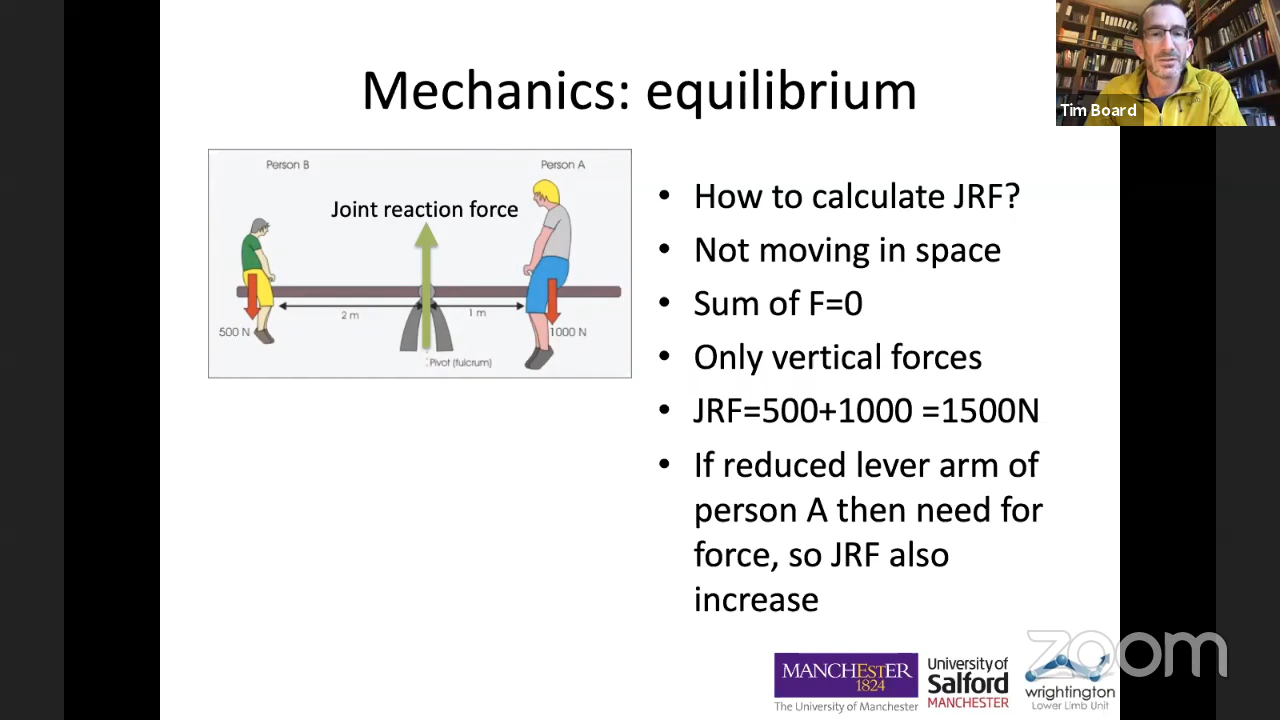 Mechanics: equilibrium
Tim Board
Person B
Person A
Joint reaction force
2 m
1 m
500 N
1000 N
Pivot (fulcrum)
• How to calculate JRF?
• Not moving in space
• Sum of F=0
• Only vertical forces
• JRF=500+1000 =1500N
• If reduced lever arm of
person A then need for
force, so JRF also
increase
zoom
MANCHESTER
1824
The University of Manchester
University of
Salford
MANCHESTER
wrightington
Lower Limb Unit